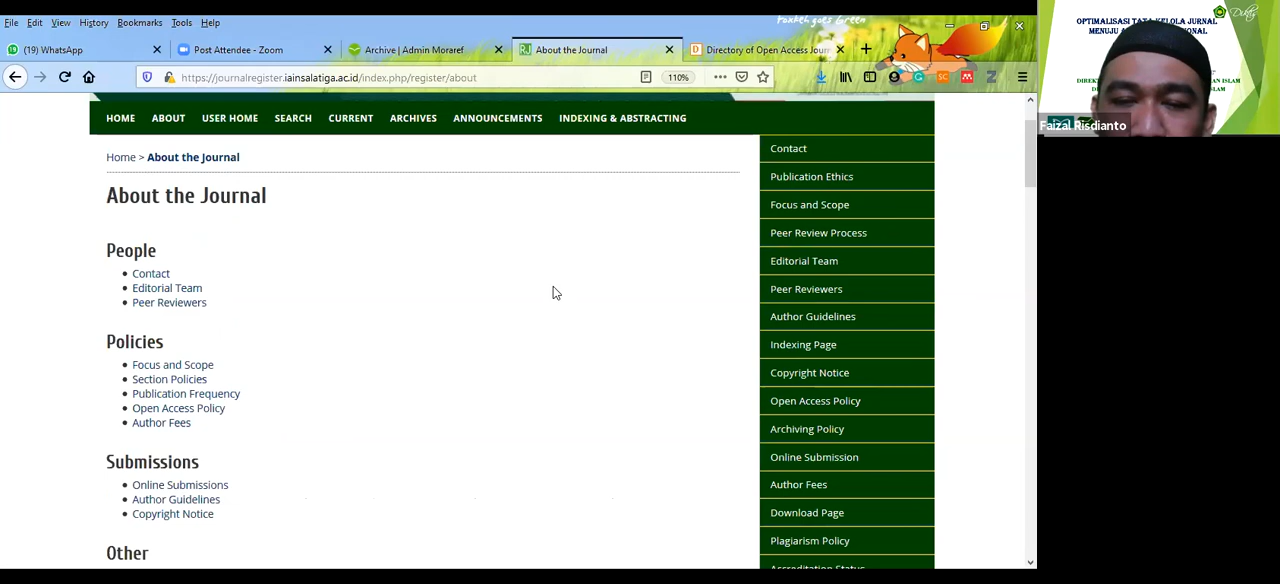 File Edit View History Bookmarks Tools Help
(19) WhatsApp
Post Attendee - Zoom
Archive | Admin Moraref
About the Journal
Directory of Open Access Jour
https://journalregister.iainsalatiga.ac.id/index.php/register/about
110%
HOME ABOUT USER HOME SEARCH CURRENT ARCHIVES ANNOUNCEMENTS INDEXING & ABSTRACTING
Home > About the Journal
About the Journal
People
Contact
Editorial Team
Peer Reviewers
Policies
Focus and Scope
Section Policies
Publication Frequency
Open Access Policy
Author Fees
Submissions
Online Submissions
Author Guidelines
Copyright Notice
Other
Contact
Publication Ethics
Focus and Scope
Peer Review Process
Editorial Team
Peer Reviewers
Author Guidelines
Indexing Page
Copyright Notice
Open Access Policy
Archiving Policy
Online Submission
Author Fees
Download Page
Plagiarism Policy
Accreditation Status
OPTIMALISASI TATA KELOLA JURNAL
MENUJU
Faizal Risdianto